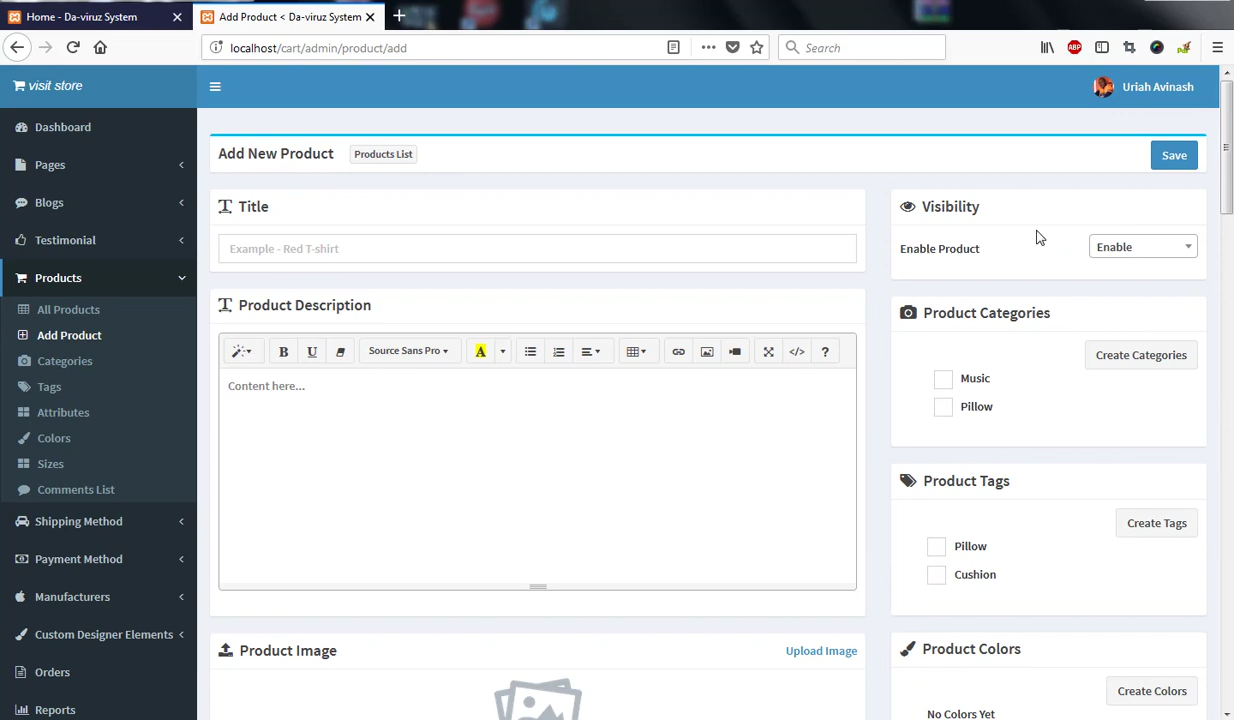 Home - Da-viruz System
Add Product < Da-viruz System
localhost/cart/admin/product/add
Search
ABP
visit store
Uriah Avinash
Dashboard
Pages
Blogs
Testimonial
Products
All Products
Add Product
Categories
Tags
Attributes
Colors
Sizes
Comments List
Shipping Method
Payment Method
Manufacturers
Custom Designer Elements
Orders
Reports
Add New Product
Products List
Save
Title
Example - Red T-shirt
Product Description
B
U
Source Sans Pro
A
</>
?
Content here...
Product Image
Upload Image
Visibility
Enable Product
Enable
Product Categories
Create Categories
Music
Pillow
Product Tags
Create Tags
Pillow
Cushion
Product Colors
Create Colors
No Colors Yet